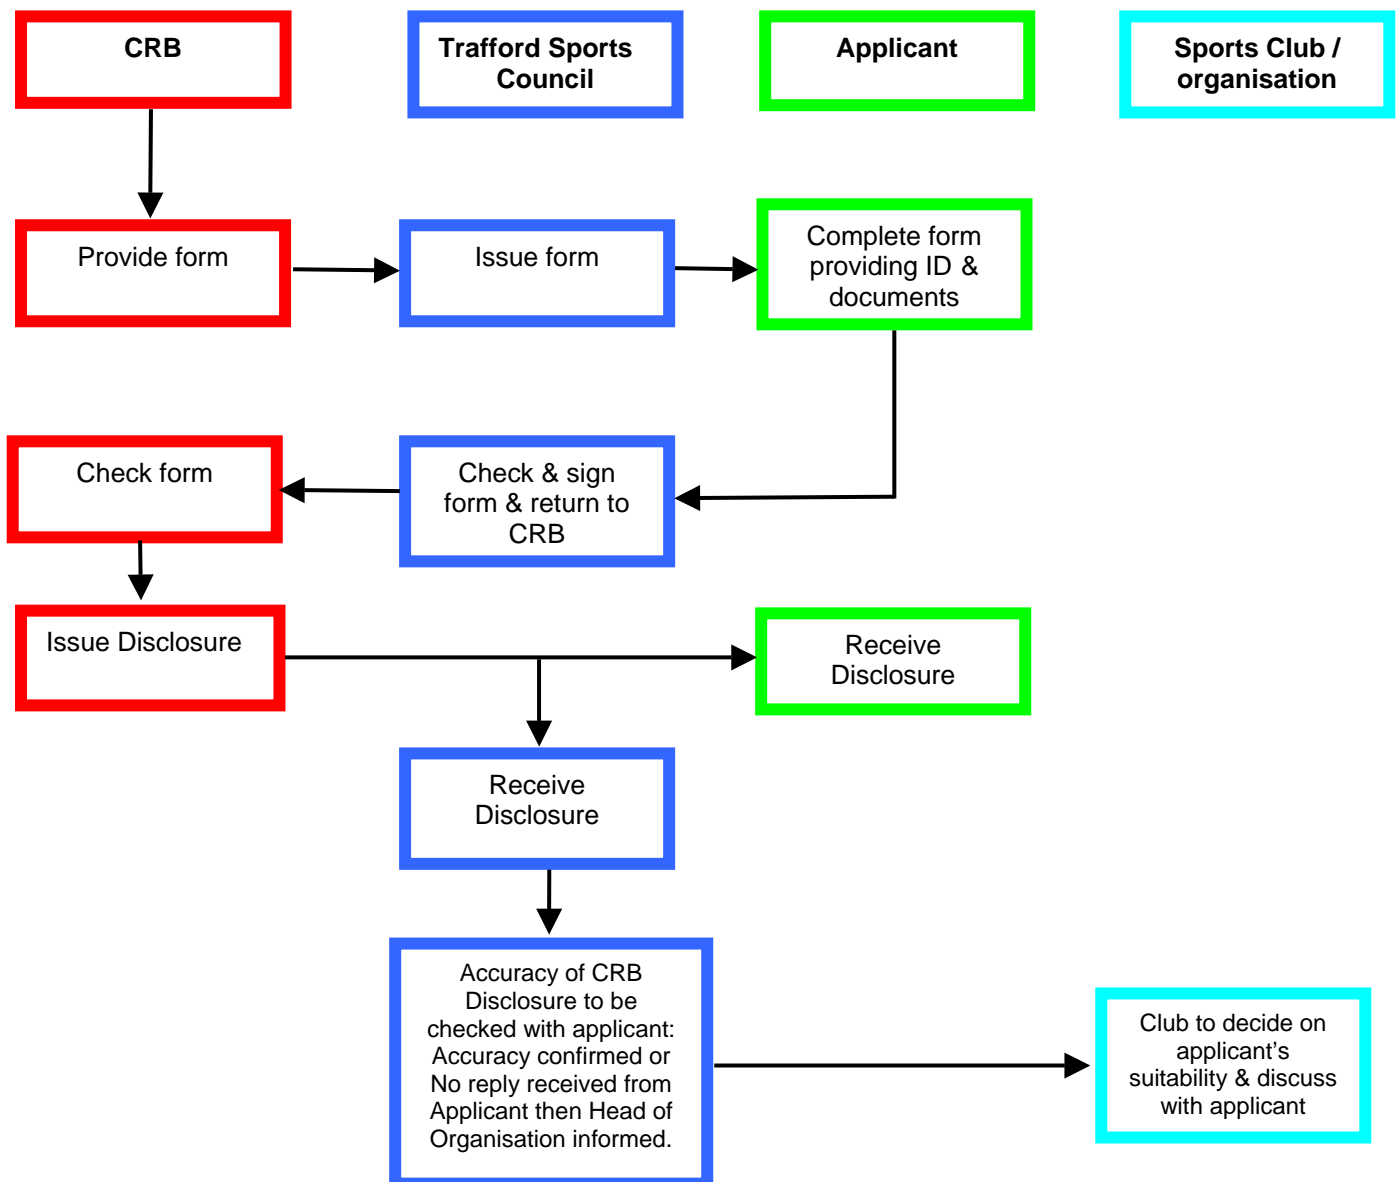 CRB
Trafford Sports
Council
Applicant
Sports Club /
organisation
Provide form
Issue form
Complete form
providing ID &
documents
Check form
Check & sign
form & return to
CRB
Issue Disclosure
Receive
Disclosure
Receive
Disclosure
Accuracy of CRB
Disclosure to be
checked with applicant:
Accuracy confirmed or
No reply received from
Applicant then Head of
Organisation informed.
Club to decide on
applicant’s
suitability & discuss
with applicant